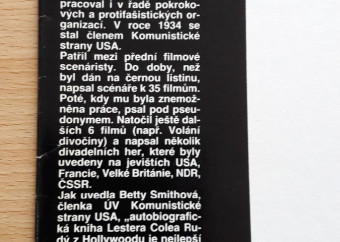 pracoval i v řadě pokroko-
vých a protifašistických or-
ganizací. V roce 1934 se
stal členem Komunistické
strany USA.
Patřil mezi přední filmové
scenáristy. Do doby, než
byl dán na černou listinu,
napsal scénáře k 35 filmům.
Poté, kdy mu byla znemož-
něna práce, psal pod pseu-
donymem. Natočil ještě dal-
ších 6 filmů (např. Volání
divočiny) a napsal několik
divadelních her, které byly
uvedeny na jevištích USA,
Francie, Velké Británie, NDR,
ČSSR.
Jak uvedla Betty Smithová,
členka ÚV Komunistické
strany USA, „autobiografic-
ká kniha Lestera Colea Ru-
dý z Hollywoodu je nejlepší